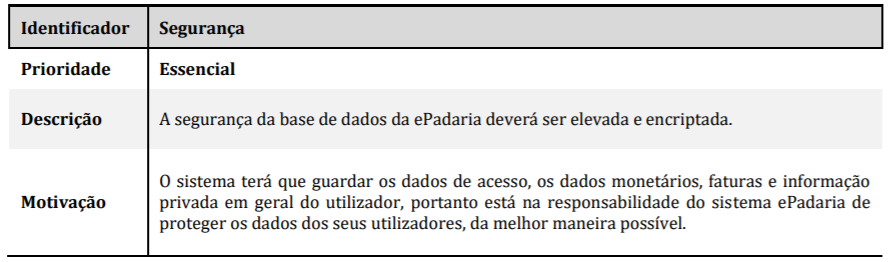 Identificador Segurança
Prioridade Essencial
Descrição A segurança da base de dados da ePadaria deverá ser elevada e encriptada.
O sistema terá que guardar os dados de acesso, os dados monetários, faturas e informação
Motivação privada em geral do utilizador, portanto está na responsabilidade do sistema ePadaria de
proteger os dados dos seus utilizadores, da melhor maneira possível.